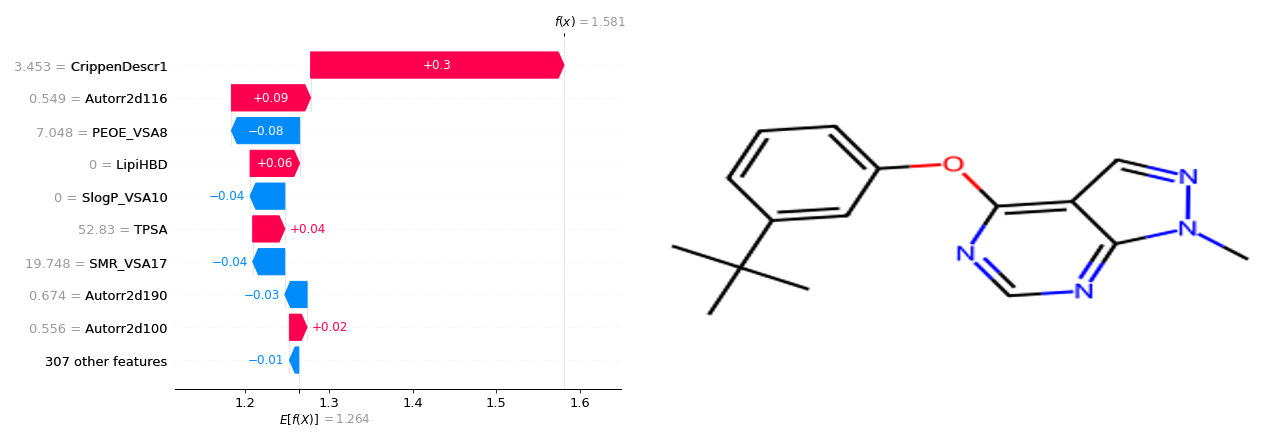 f(x) = 1.581
3.453 = CrippenDescr1
+0.3
0.549 = Autorr2d116
+0.09
7.048 = PEOE_VSA8
−0.08
0 = LipiHBD
+0.06
0 = SlogP_VSA10
−0.04
52.83 = TPSA
+0.04
19.748 = SMR_VSA17
−0.04
0.674 = Autorr2d190
−0.03
0.556 = Autorr2d100
+0.02
307 other features
−0.01
1.2 1.3 1.4 1.5 1.6
E[f(X)] = 1.264
O
N
N
N
N